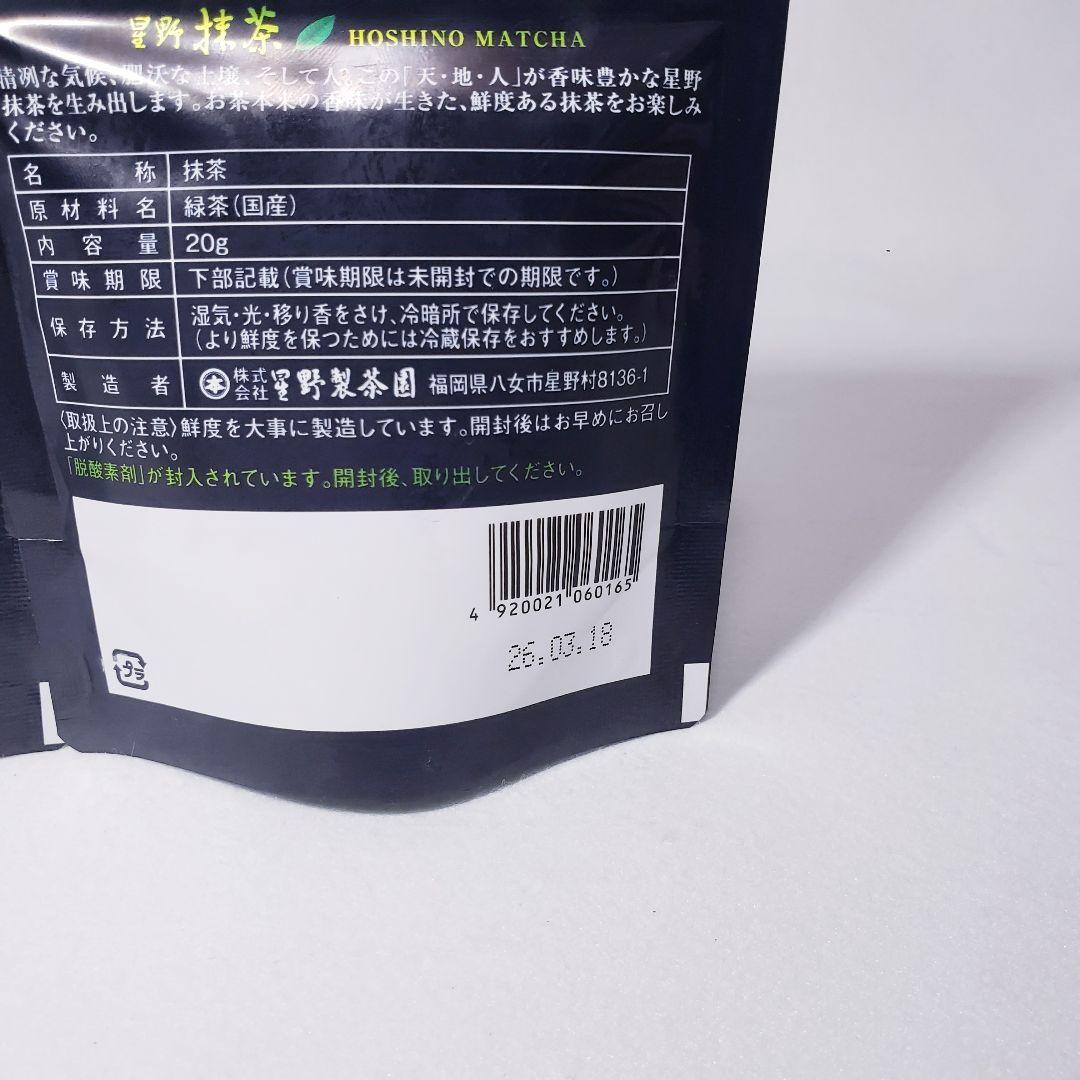 星野 抹茶 HOSHINO MATCHA
清冽な気候、肥沃な土壌、そして人。この「天・地・人」が香味豊かな星野
抹茶を生み出します。お茶本来の香味が生きた、鮮度ある抹茶をお楽しみ
ください。
名称 抹茶
原材料名 緑茶(国産)
内容量 20g
賞味期限 下部記載(賞味期限は未開封での期限です。)
保存方法 湿気・光・移り香をさけ、冷暗所で保存してください。
(より鮮度を保つためには冷蔵保存をおすすめします。)
製造者 本 株式会社 星野製茶園 福岡県八女市星野村8136-1
〈取扱上の注意〉鮮度を大事に製造しています。開封後はお早めにお召し
上がりください。
「脱酸素剤」が封入されています。開封後、取り出してください。
4 920021 060165
26.03.18
プラ